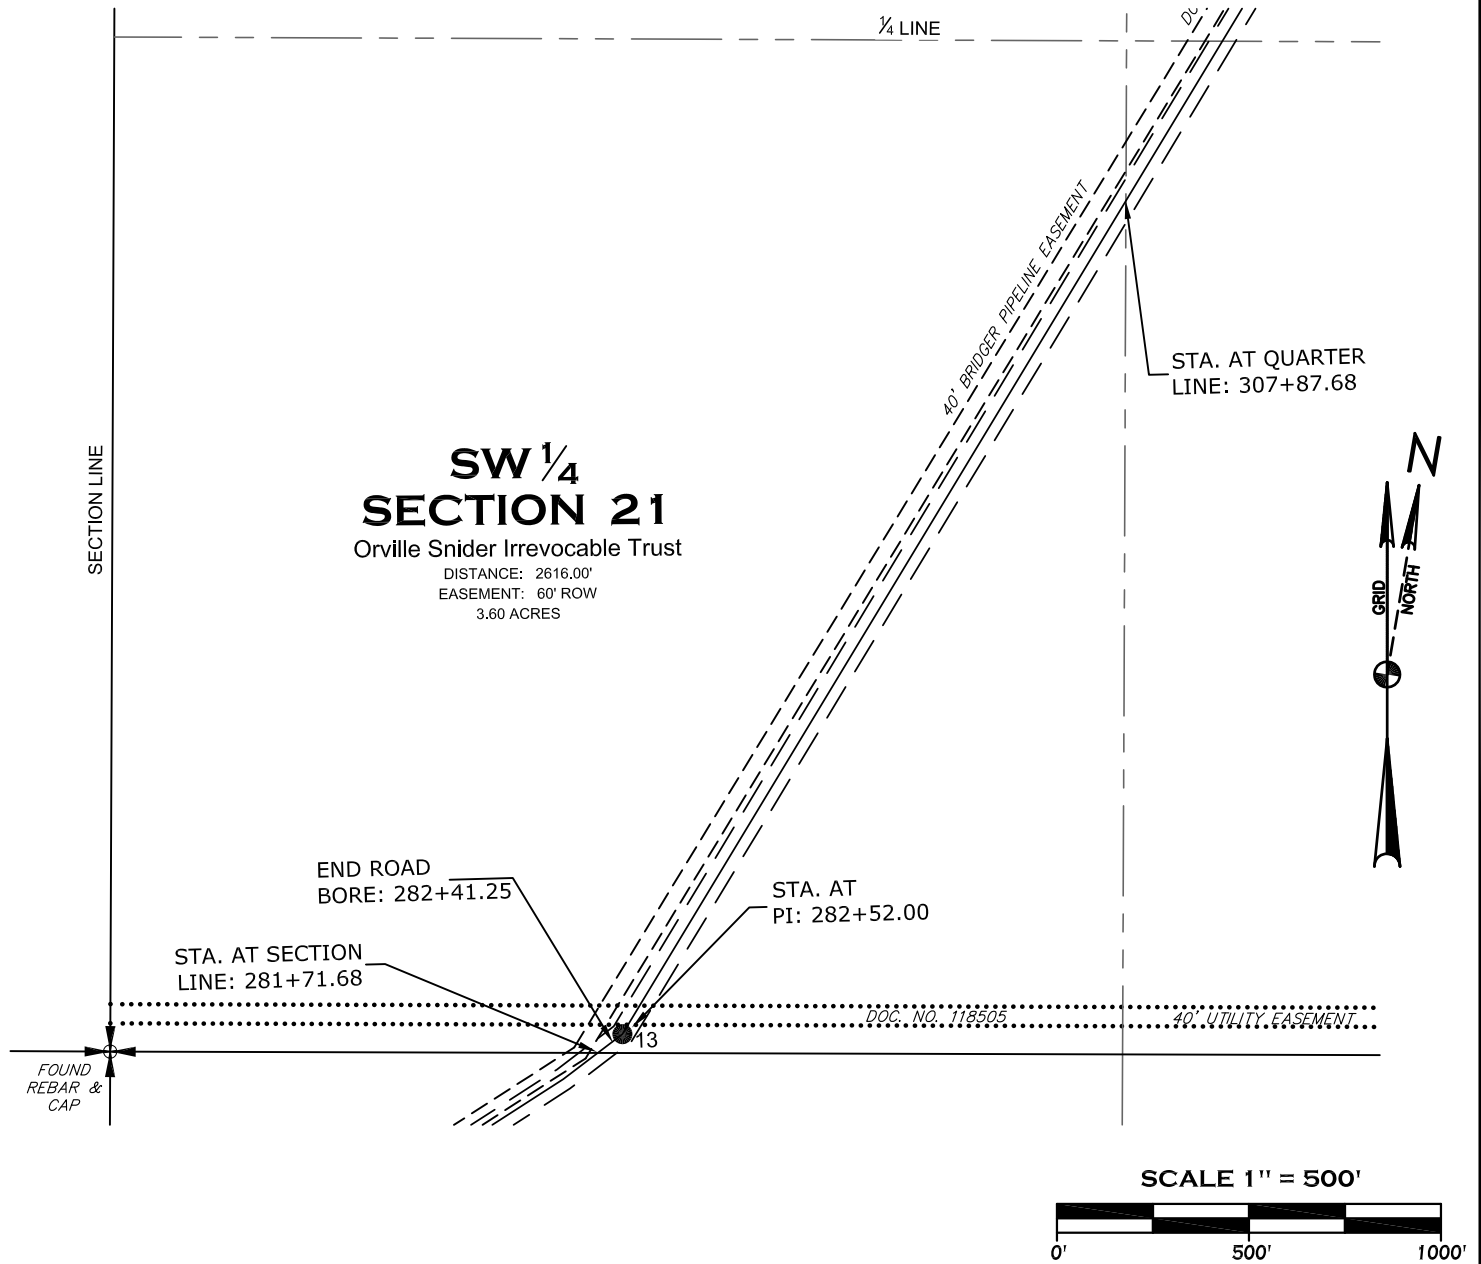 ¼ LINE
DO
40' BRIDGER PIPELINE EASEMENT
STA. AT QUARTER
LINE: 307+87.68
SECTION LINE
SW ¼
SECTION 21
Orville Snider Irrevocable Trust
DISTANCE: 2616.00'
EASEMENT: 60' ROW
3.60 ACRES
N
GRID
NORTH
END ROAD
BORE: 282+41.25
STA. AT
PI: 282+52.00
STA. AT SECTION
LINE: 281+71.68
DOC. NO. 118505
40' UTILITY EASEMENT
13
FOUND
REBAR &
CAP
SCALE 1" = 500'
0' 500' 1000'